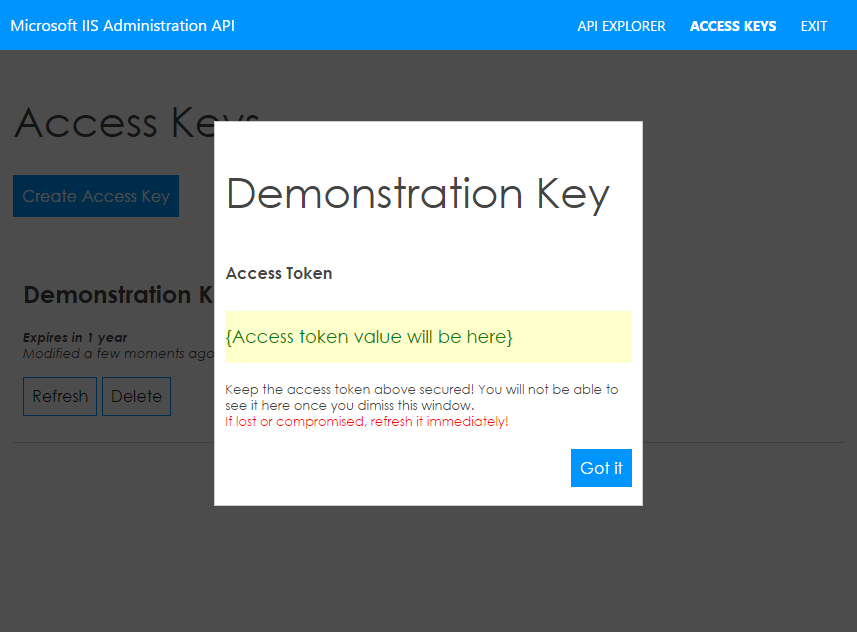 Microsoft IIS Administration API
API EXPLORER ACCESS KEYS EXIT
Access Keys
Create Access Key
Demonstration K
Expires in 1 year
Modified a few moments ago
Refresh Delete
Demonstration Key
Access Token
{Access token value will be here}
Keep the access token above secured! You will not be able to
see it here once you dimiss this window.
If lost or compromised, refresh it immediately!
Got it